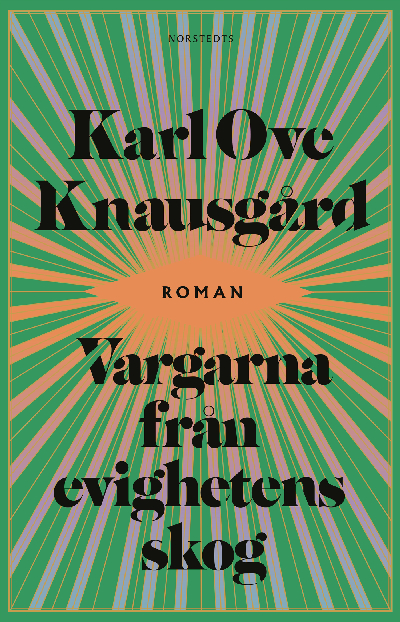 NORSTEDTS
Karl Ove
Knausgård
ROMAN
Vargarna
från
evighetens
skog